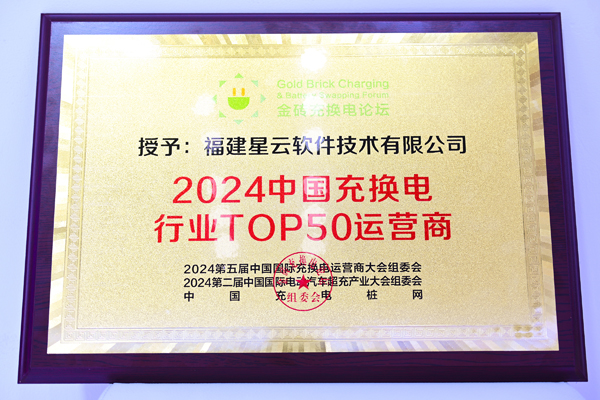 Gold Brick Charging
& Battery Swapping Forum
金砖充换电论坛
授予：福建星云软件技术有限公司
2024中国充换电
行业TOP50运营商
2024第五届中国国际充换电运营商大会组委会
2024第二届中国国际电动汽车超充产业大会组委会
中国充电桩网
组委会